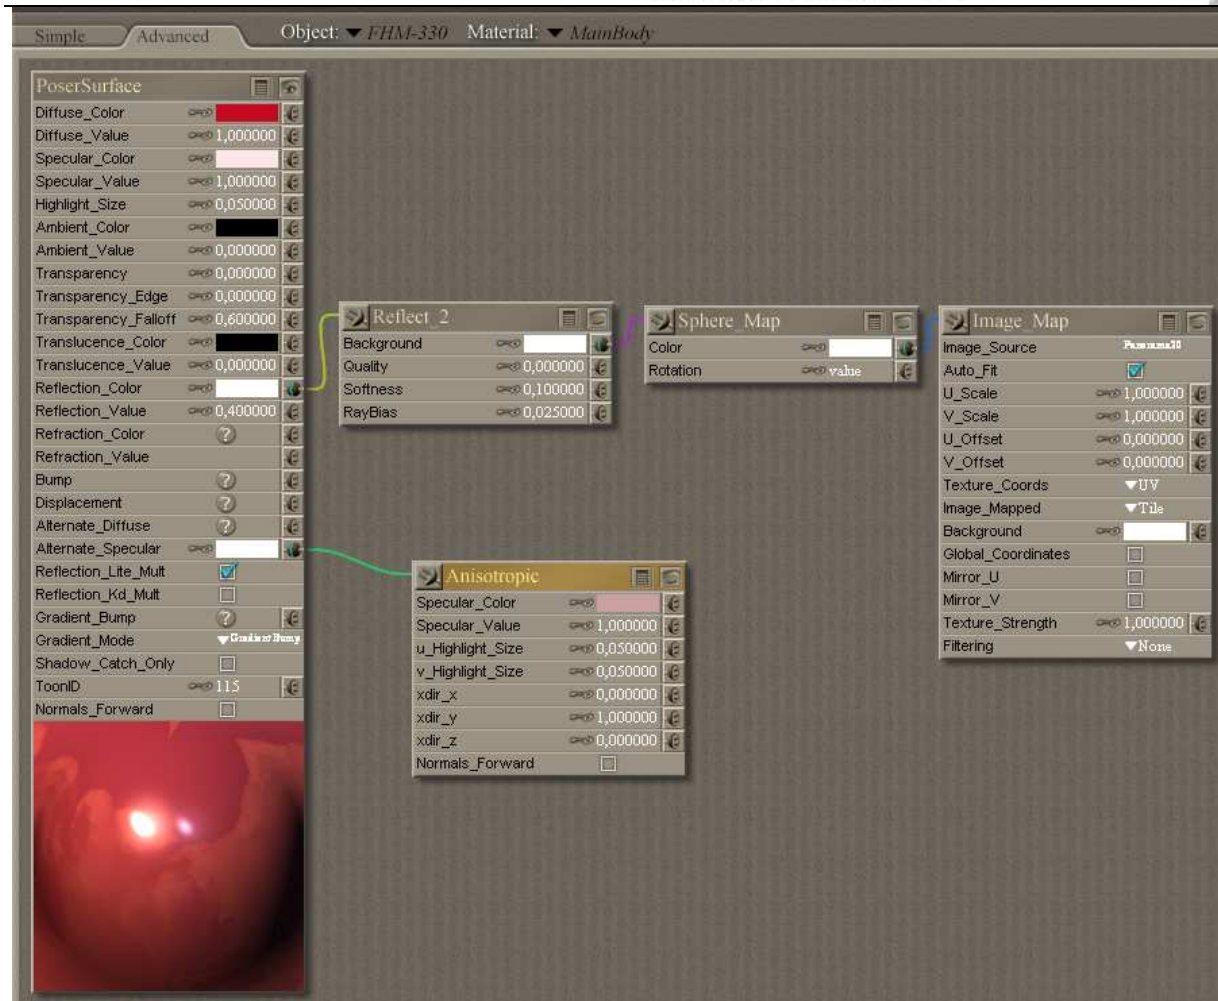 Simple Advanced Object: FHM-330 Material: MainBody
PoserSurface
Diffuse_Color
Diffuse_Value 1,000000
Specular_Color
Specular_Value 1,000000
Highlight_Size 0,050000
Ambient_Color
Ambient_Value 0,000000
Transparency 0,000000
Transparency_Edge 0,000000
Transparency_Falloff 0,600000
Translucence_Color
Translucence_Value 0,000000
Reflection_Color
Reflection_Value 0,400000
Refraction_Color ?
Refraction_Value
Bump ?
Displacement ?
Alternate_Diffuse ?
Alternate_Specular
Reflection_Lite_Mult
Reflection_Kd_Mult
Gradient_Bump ?
Gradient_Mode Gradient Bump
Shadow_Catch_Only
ToonID 115
Normals_Forward
Reflect_2
Background
Quality 0,000000
Softness 0,100000
RayBias 0,025000
Sphere_Map
Color
Rotation value
Image_Map
Image_Source
Auto_Fit
U_Scale 1,000000
V_Scale 1,000000
U_Offset 0,000000
V_Offset 0,000000
Texture_Coords UV
Image_Mapped Tile
Background
Global_Coordinates
Mirror_U
Mirror_V
Texture_Strength 1,000000
Filtering None
Anisotropic
Specular_Color
Specular_Value 1,000000
u_Highlight_Size 0,050000
v_Highlight_Size 0,050000
xdir_x 0,000000
xdir_y 1,000000
xdir_z 0,000000
Normals_Forward